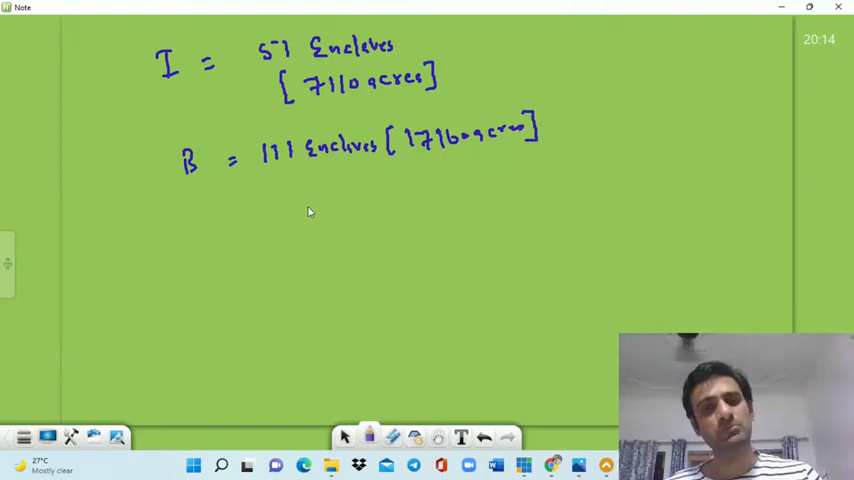 Note
20:14
I = 51 Enclaves
[7110 acres]
B = 111 Enclaves [17160 acres]
27°C
Mostly clear